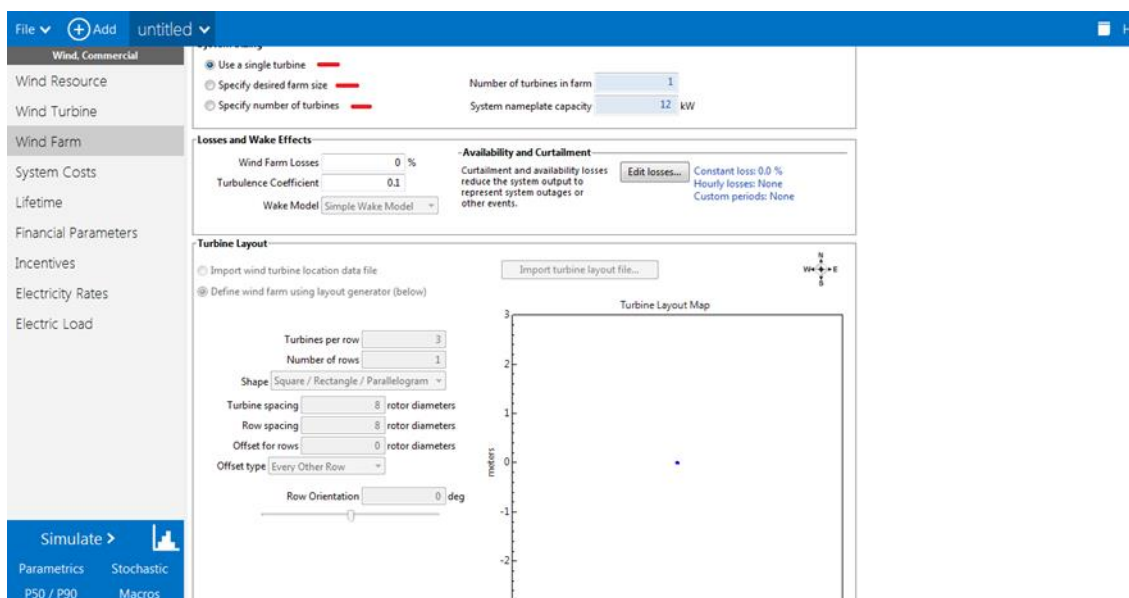 File Add untitled H
Wind, Commercial
Wind Resource
Wind Turbine
Wind Farm
System Costs
Lifetime
Financial Parameters
Incentives
Electricity Rates
Electric Load
Simulate >
Parametrics Stochastic
P50 / P90 Macros
System Sizing
Use a single turbine
Specify desired farm size
Specify number of turbines
Number of turbines in farm 1
System nameplate capacity 12 kW
Losses and Wake Effects
Wind Farm Losses 0 %
Turbulence Coefficient 0.1
Wake Model Simple Wake Model
Availability and Curtailment
Curtailment and availability losses
reduce the system output to
represent system outages or
other events.
Edit losses...
Constant loss: 0.0 %
Hourly losses: None
Custom periods: None
Turbine Layout
Import wind turbine location data file
Import turbine layout file...
Define wind farm using layout generator (below)
N
W E
S
Turbines per row 3
Number of rows 1
Shape Square / Rectangle / Parallelogram
Turbine spacing 8 rotor diameters
Row spacing 8 rotor diameters
Offset for rows 0 rotor diameters
Offset type Every Other Row
Row Orientation 0 deg
Turbine Layout Map
3
2
1
0
-1
-2
meters